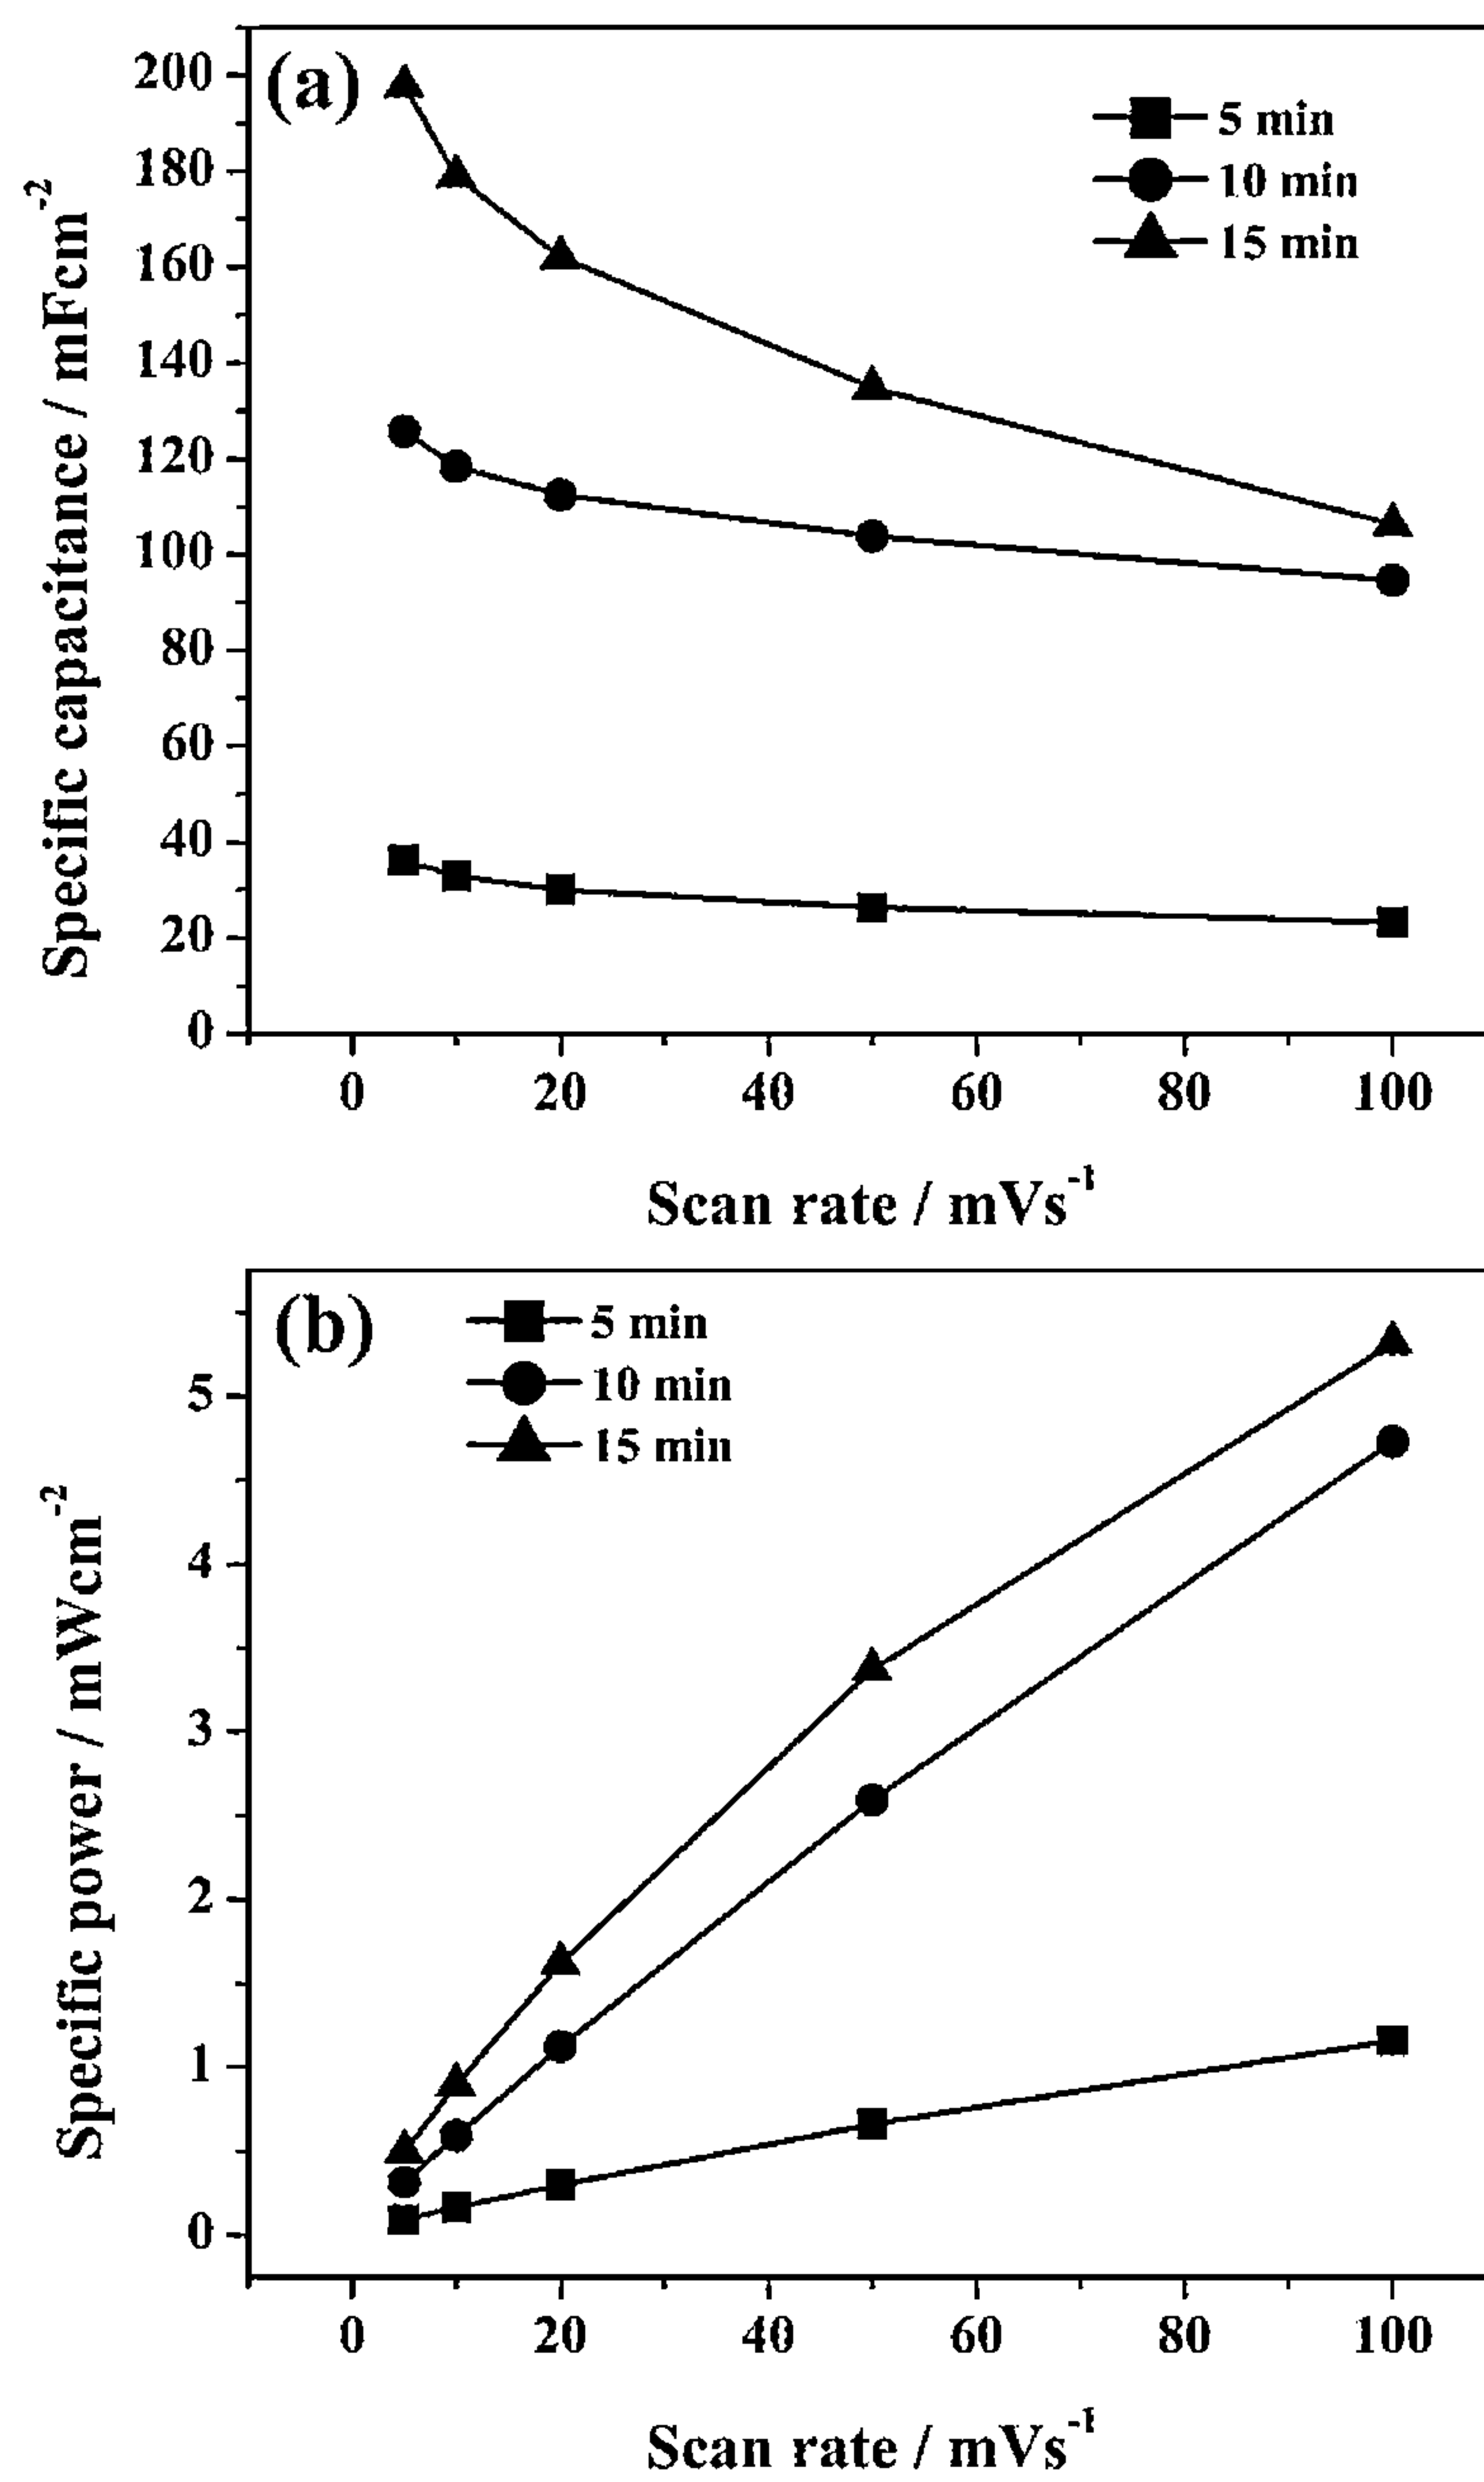 (a)
5 min
10 min
15 min
200
180
160
140
120
100
80
60
40
20
0
Specific capacitance / mFcm⁻²
0 20 40 60 80 100
Scan rate / mVs⁻¹
(b)
5 min
10 min
15 min
5
4
3
2
1
0
Specific power / mWcm⁻²
0 20 40 60 80 100
Scan rate / mVs⁻¹